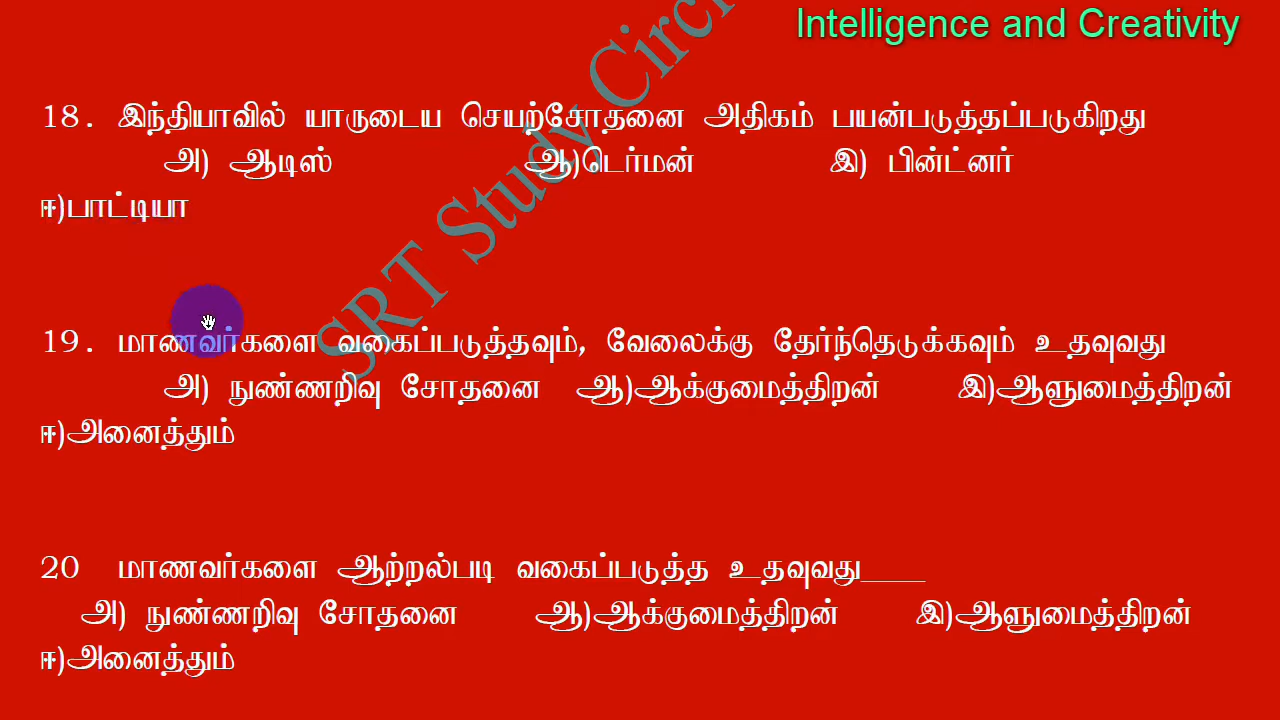 Intelligence and Creativity
18. இந்தியாவில் யாருடைய செயற்சோதனை அதிகம் பயன்படுத்தப்படுகிறது
அ) ஆடிஸ் ஆ)டெர்மன் இ) பின்ட்னர்
ஈ)பாட்டியா
19. மாணவர்களை வகைப்படுத்தவும், வேலைக்கு தேர்ந்தெடுக்கவும் உதவுவது
அ) நுண்ணறிவு சோதனை ஆ)ஆக்குமைத்திறன் இ)ஆளுமைத்திறன்
ஈ)அனைத்தும்
20 மாணவர்களை ஆற்றல்படி வகைப்படுத்த உதவுவது____
அ) நுண்ணறிவு சோதனை ஆ)ஆக்குமைத்திறன் இ)ஆளுமைத்திறன்
ஈ)அனைத்தும்
SRT Study Circ